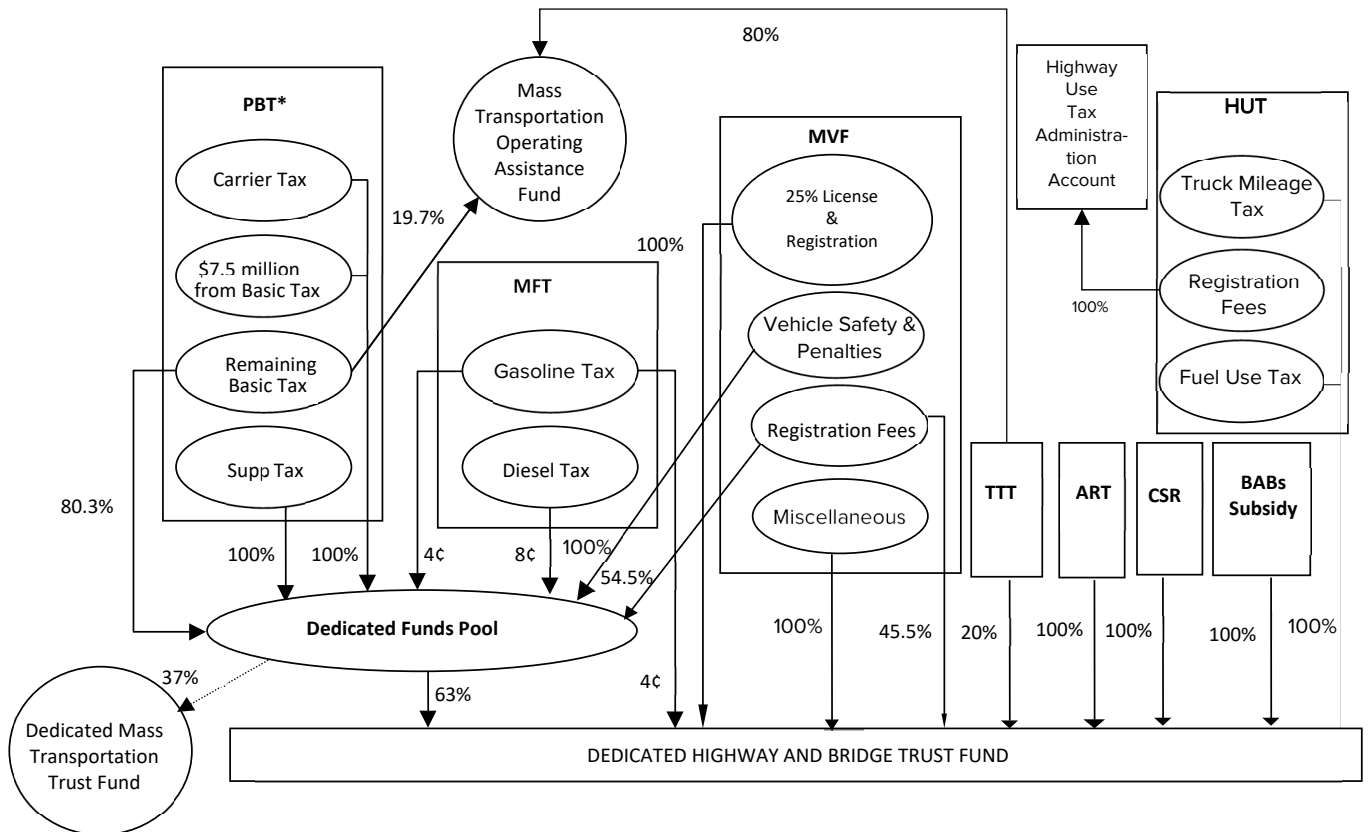 80%
Mass
Transportation
Operating
Assistance
Fund
Highway
Use
Tax
Administra-
tion
Account
PBT*
Carrier Tax
$7.5 million
from Basic Tax
Remaining
Basic Tax
Supp Tax
19.7%
80.3%
100%
100%
MFT
Gasoline Tax
Diesel Tax
4¢
8¢
100%
100%
MVF
25% License
&
Registration
Vehicle Safety &
Penalties
Registration Fees
Miscellaneous
54.5%
100%
45.5%
HUT
Truck Mileage
Tax
Registration
Fees
Fuel Use Tax
100%
TTT
ART
CSR
BABs
Subsidy
20%
100%
100%
100%
100%
Dedicated Funds Pool
37%
63%
4¢
Dedicated Mass
Transportation
Trust Fund
DEDICATED HIGHWAY AND BRIDGE TRUST FUND